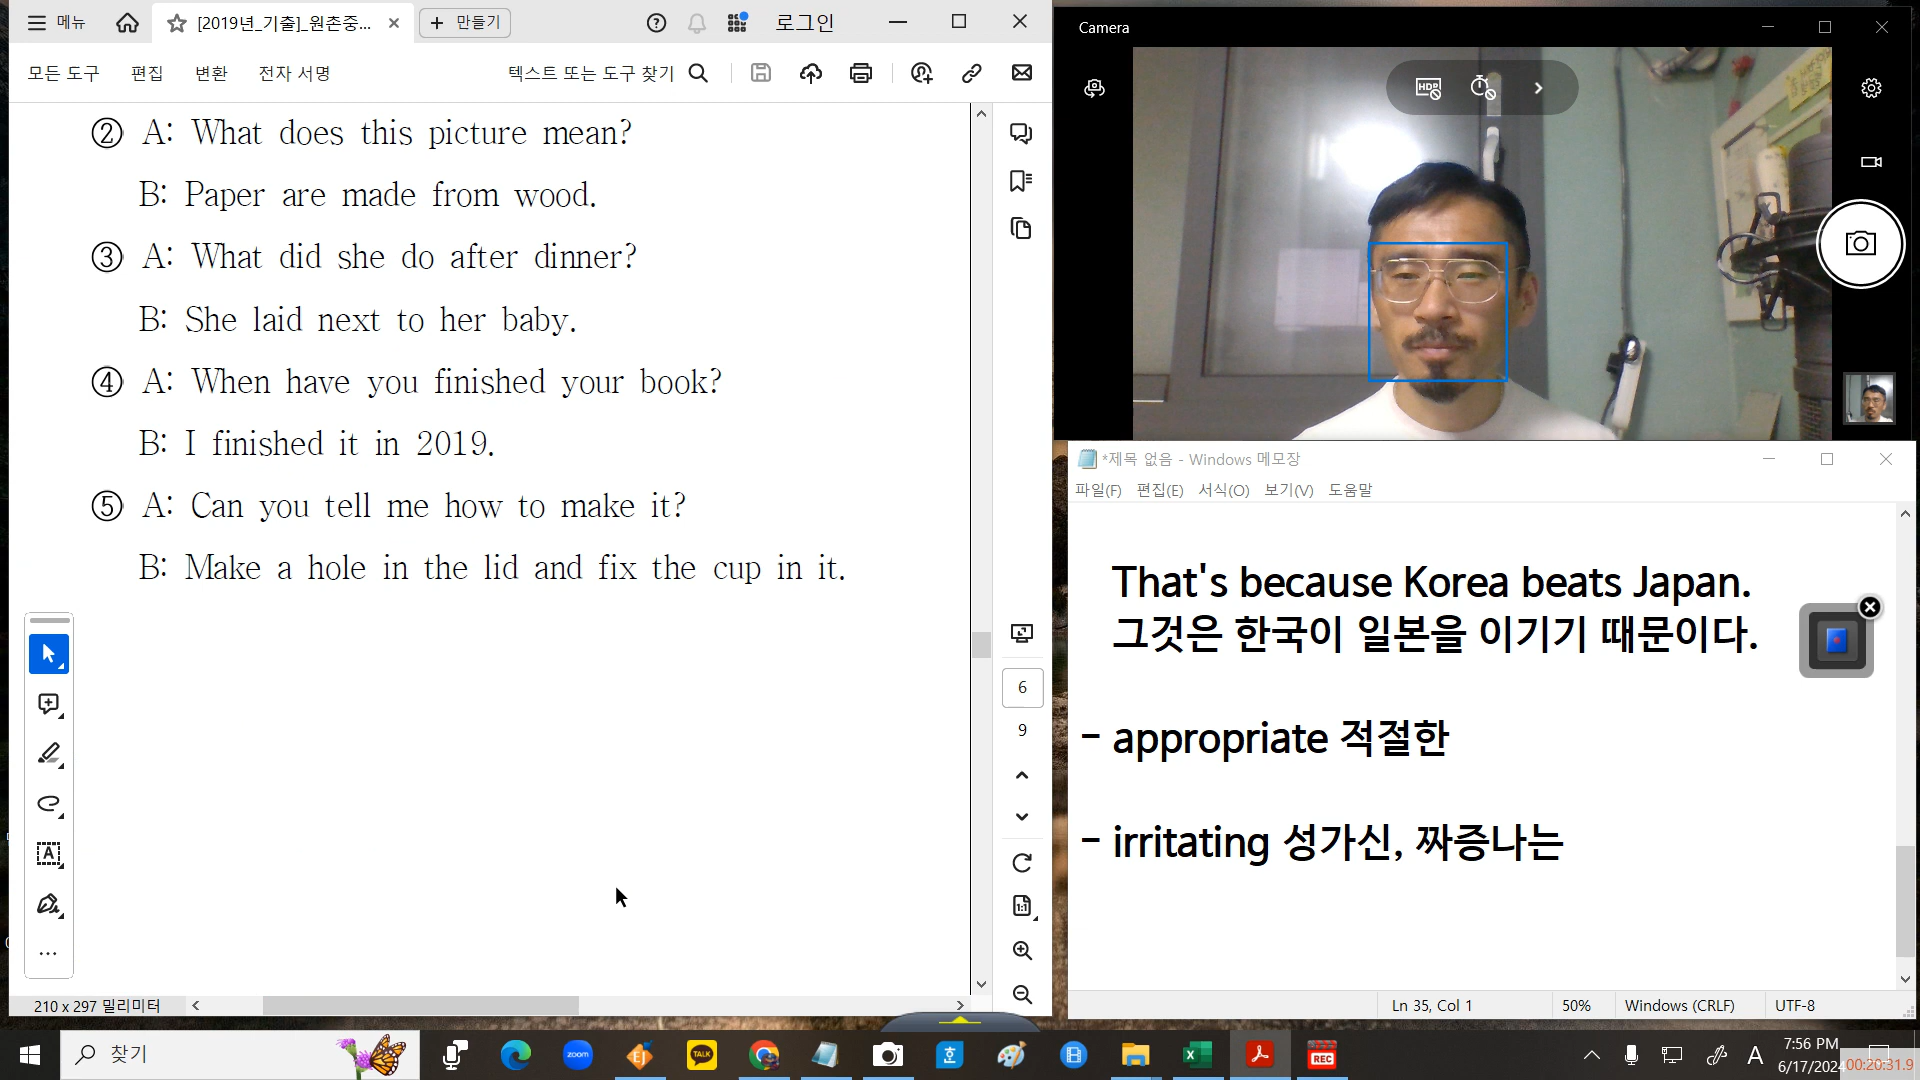 메뉴
[2019년_기출]_원촌중...
만들기
로그인
모든 도구
편집
변환
전자 서명
텍스트 또는 도구 찾기
② A: What does this picture mean?
B: Paper are made from wood.
③ A: What did she do after dinner?
B: She laid next to her baby.
④ A: When have you finished your book?
B: I finished it in 2019.
⑤ A: Can you tell me how to make it?
B: Make a hole in the lid and fix the cup in it.
6
9
210 x 297 밀리미터
Camera
HDR
*제목 없음 - Windows 메모장
파일(F) 편집(E) 서식(O) 보기(V) 도움말
That's because Korea beats Japan.
그것은 한국이 일본을 이기기 때문이다.
- appropriate 적절한
- irritating 성가신, 짜증나는
Ln 35, Col 1
50%
Windows (CRLF)
UTF-8
찾기
zoom
EJ
TALK
REC
A
7:56 PM
6/17/2024
00:20:31.9